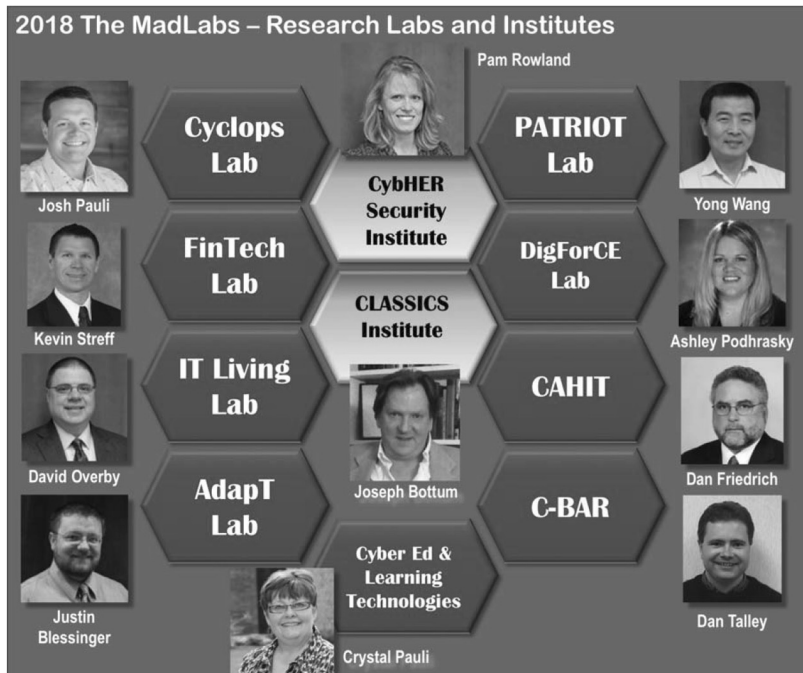 2018 The MadLabs – Research Labs and Institutes
Pam Rowland
Cyclops
Lab
PATRIOT
Lab
Josh Pauli
CybHER
Security
Institute
Yong Wang
FinTech
Lab
DigForCE
Lab
Kevin Streff
CLASSICS
Institute
Ashley Podhrasky
IT Living
Lab
CAHIT
David Overby
Joseph Bottum
Dan Friedrich
AdapT
Lab
C-BAR
Cyber Ed &
Learning
Technologies
Justin
Blessinger
Dan Talley
Crystal Pauli